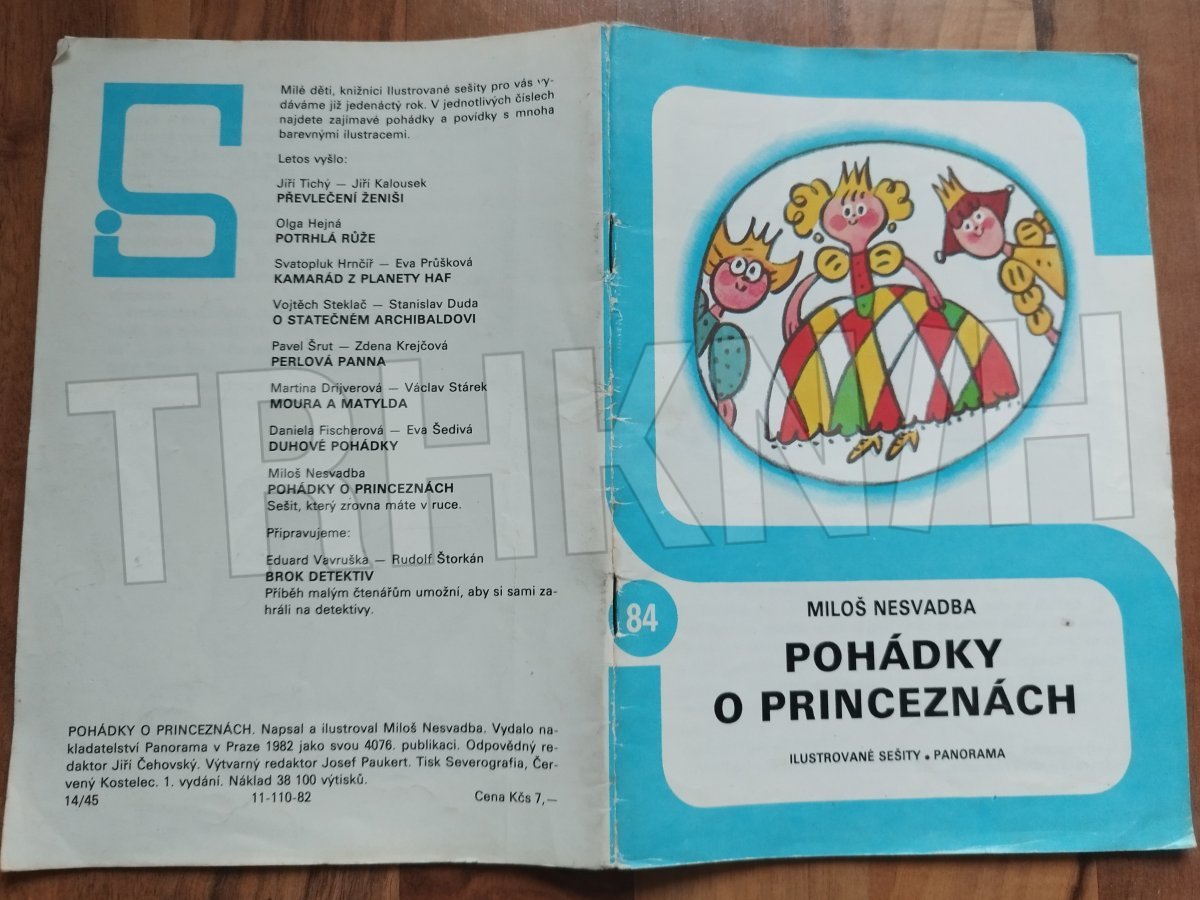 Milé děti, knižnici Ilustrované sešity pro vás vy-
dáváme již jedenáctý rok. V jednotlivých číslech
najdete zajímavé pohádky a povídky s mnoha
barevnými ilustracemi.
Letos vyšlo:
Jiří Tichý — Jiří Kalousek
PŘEVLEČENÍ ŽENIŠI
Olga Hejná
POTRHLÁ RŮŽE
Svatopluk Hrnčíř — Eva Průšková
KAMARÁD Z PLANETY HAF
Vojtěch Steklač — Stanislav Duda
O STATEČNÉM ARCHIBALDOVI
Pavel Šrut — Zdena Krejčová
PERLOVÁ PANNA
Martina Drijverová — Václav Stárek
MOURA A MATYLDA
Daniela Fischerová — Eva Šedivá
DUHOVÉ POHÁDKY
Miloš Nesvadba
POHÁDKY O PRINCEZNÁCH
Sešit, který zrovna máte v ruce.
Připravujeme:
Eduard Vavruška — Rudolf Štorkán
BROK DETEKTIV
Příběh malým čtenářům umožní, aby si sami za-
hráli na detektivy.
POHÁDKY O PRINCEZNÁCH. Napsal a ilustroval Miloš Nesvadba. Vydalo na-
kladatelství Panorama v Praze 1982 jako svou 4076. publikaci. Odpovědný re-
daktor Jiří Čehovský. Výtvarný redaktor Josef Paukert. Tisk Severografia, Čer-
vený Kostelec. 1. vydání. Náklad 38 100 výtisků.
14/45 11-110-82 Cena Kčs 7,—
84
MILOŠ NESVADBA
POHÁDKY
O PRINCEZNÁCH
ILUSTROVANÉ SEŠITY • PANORAMA
TRHKNIH